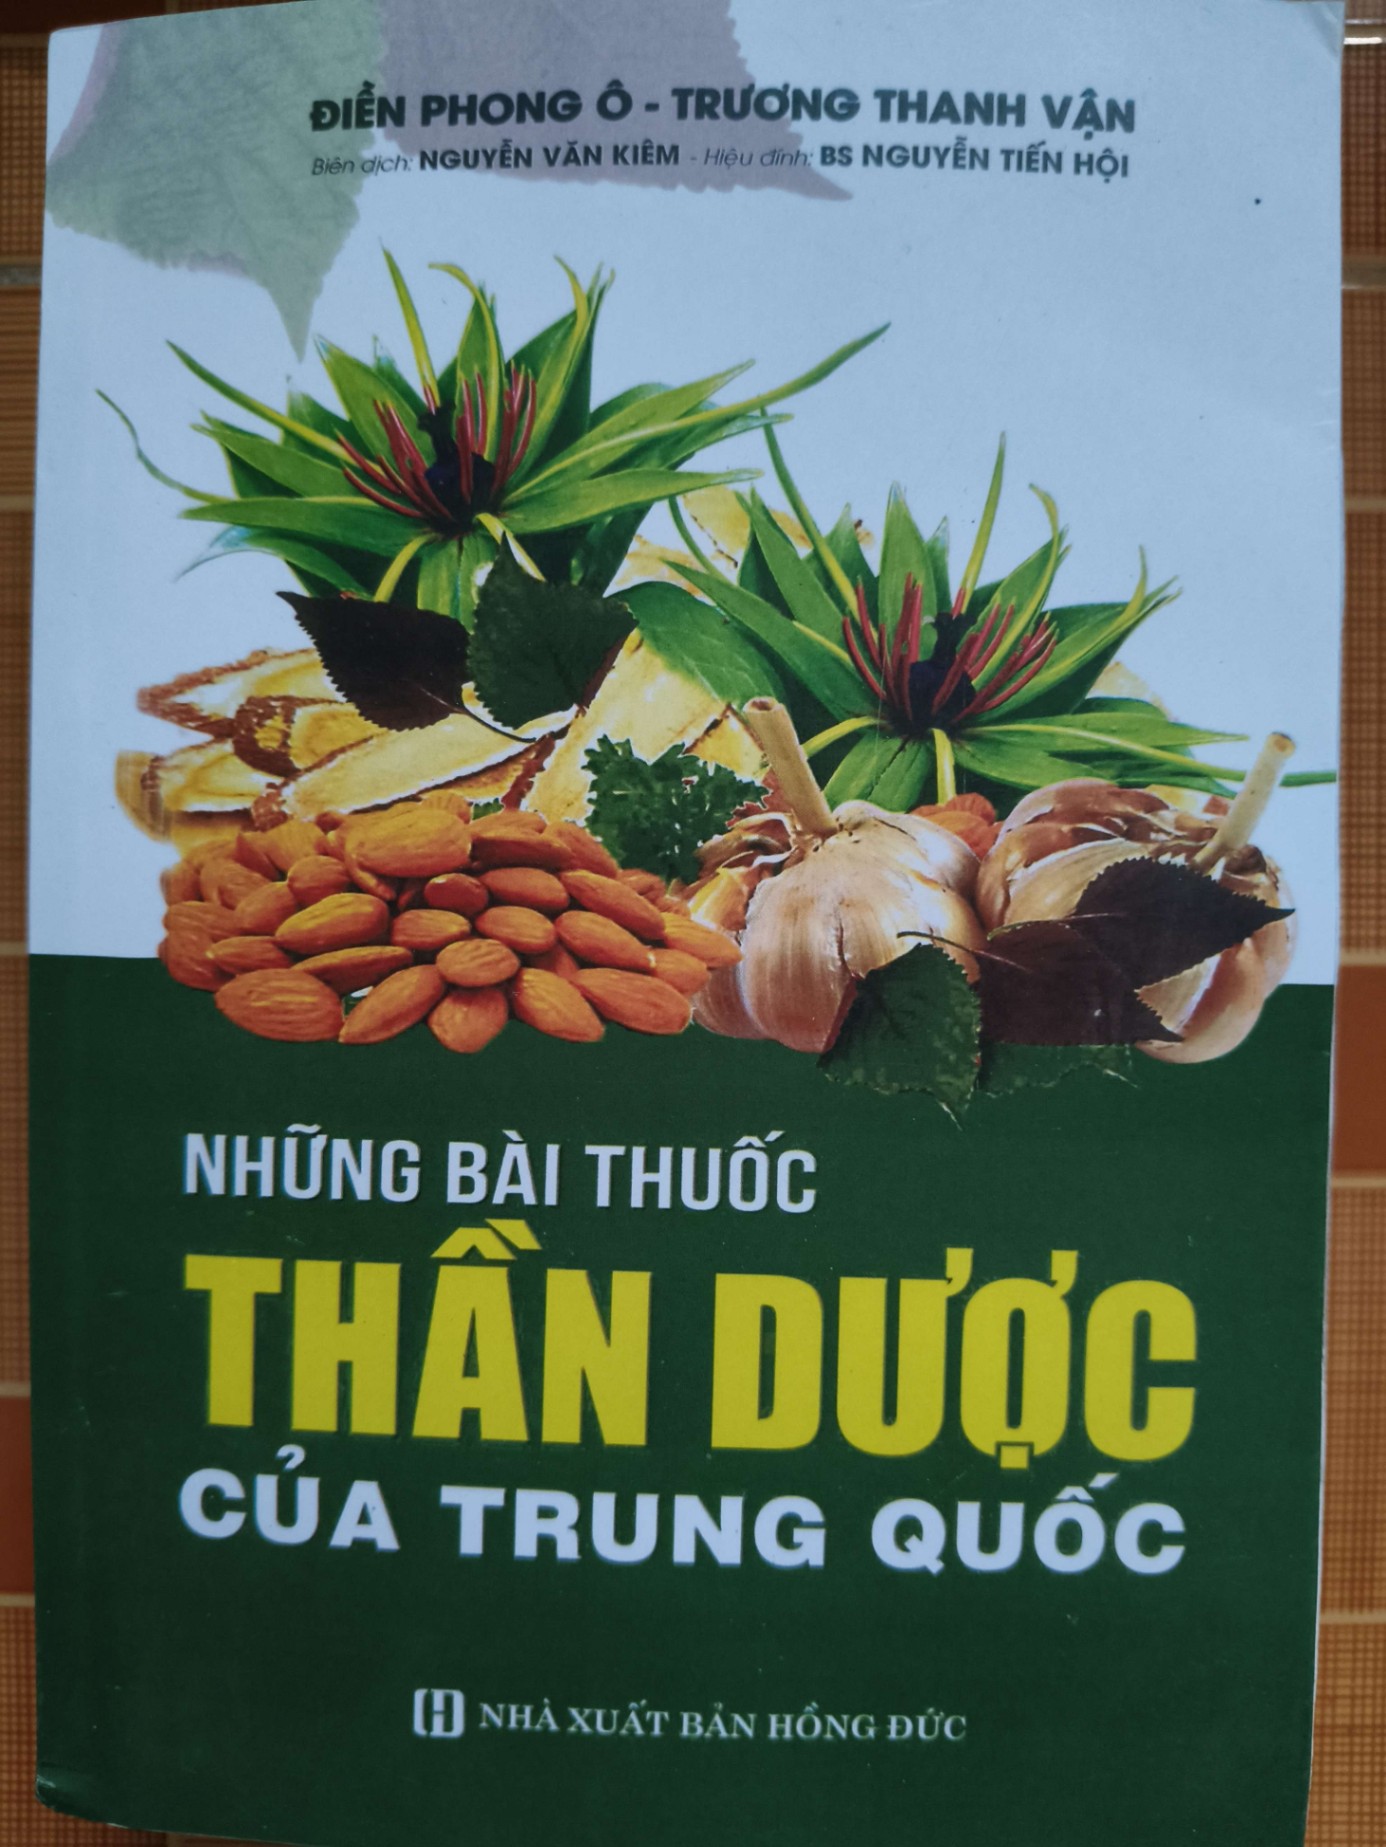 ĐIỀN PHONG Ô - TRƯƠNG THANH VẬN
Biên dịch: NGUYỄN VĂN KIÊM - Hiệu đính: BS NGUYỄN TIẾN HỘI
NHỮNG BÀI THUỐC
THẦN DƯỢC
CỦA TRUNG QUỐC
NHÀ XUẤT BẢN HỒNG ĐỨC